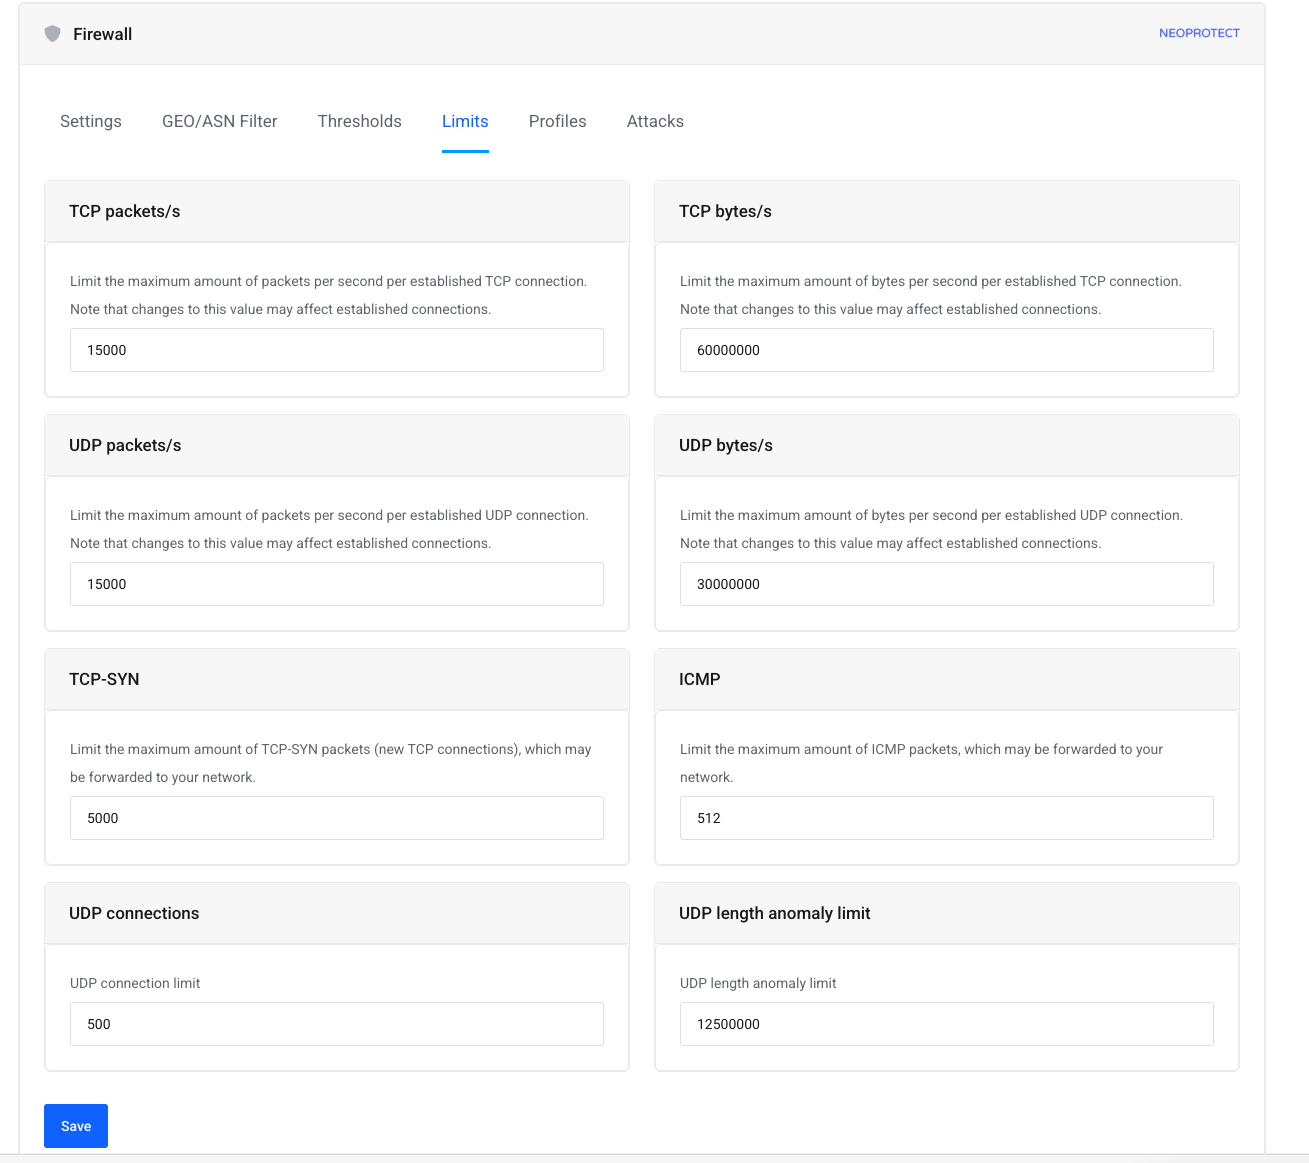 Firewall
NEOPROTECT
Settings GEO/ASN Filter Thresholds Limits Profiles Attacks
TCP packets/s
Limit the maximum amount of packets per second per established TCP connection.
Note that changes to this value may affect established connections.
15000
TCP bytes/s
Limit the maximum amount of bytes per second per established TCP connection.
Note that changes to this value may affect established connections.
60000000
UDP packets/s
Limit the maximum amount of packets per second per established UDP connection.
Note that changes to this value may affect established connections.
15000
UDP bytes/s
Limit the maximum amount of bytes per second per established UDP connection.
Note that changes to this value may affect established connections.
30000000
TCP-SYN
Limit the maximum amount of TCP-SYN packets (new TCP connections), which may
be forwarded to your network.
5000
ICMP
Limit the maximum amount of ICMP packets, which may be forwarded to your
network.
512
UDP connections
UDP connection limit
500
UDP length anomaly limit
UDP length anomaly limit
12500000
Save